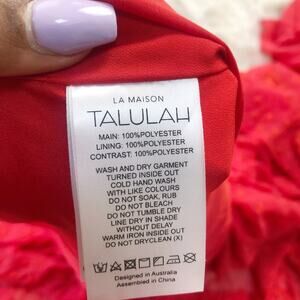 LA MAISON
TALULAH
MAIN: 100%POLYESTER
LINING: 100%POLYESTER
CONTRAST: 100%POLYESTER
WASH AND DRY GARMENT
TURNED INSIDE OUT
COLD HAND WASH
WITH LIKE COLOURS
DO NOT SOAK, RUB
DO NOT BLEACH
DO NOT TUMBLE DRY
LINE DRY IN SHADE
WITHOUT DELAY
WARM IRON INSIDE OUT
DO NOT DRYCLEAN (X)
Designed in Australia
Assembled in China